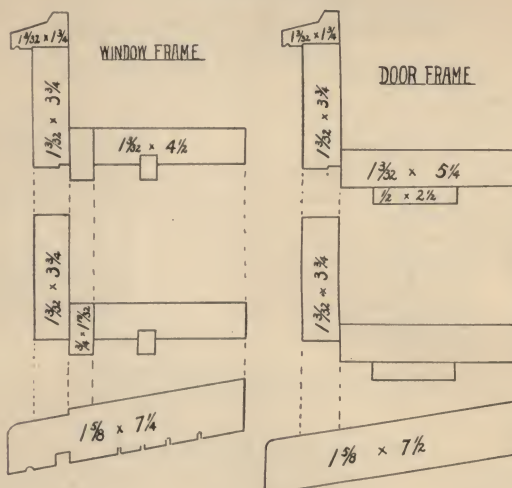 1 3/32 x 1 3/4
WINDOW FRAME
1 3/32 x 3 3/4
1 3/32 x 4 1/2
1 3/32 x 3 3/4
3/4 x 1 3/32
1 5/8 x 7 1/4
1 3/32 x 1 3/4
DOOR FRAME
1 3/32 x 3 3/4
1 3/32 x 5 1/4
1/2 x 2 1/2
1 3/32 x 3 3/4
1 5/8 x 7 1/2